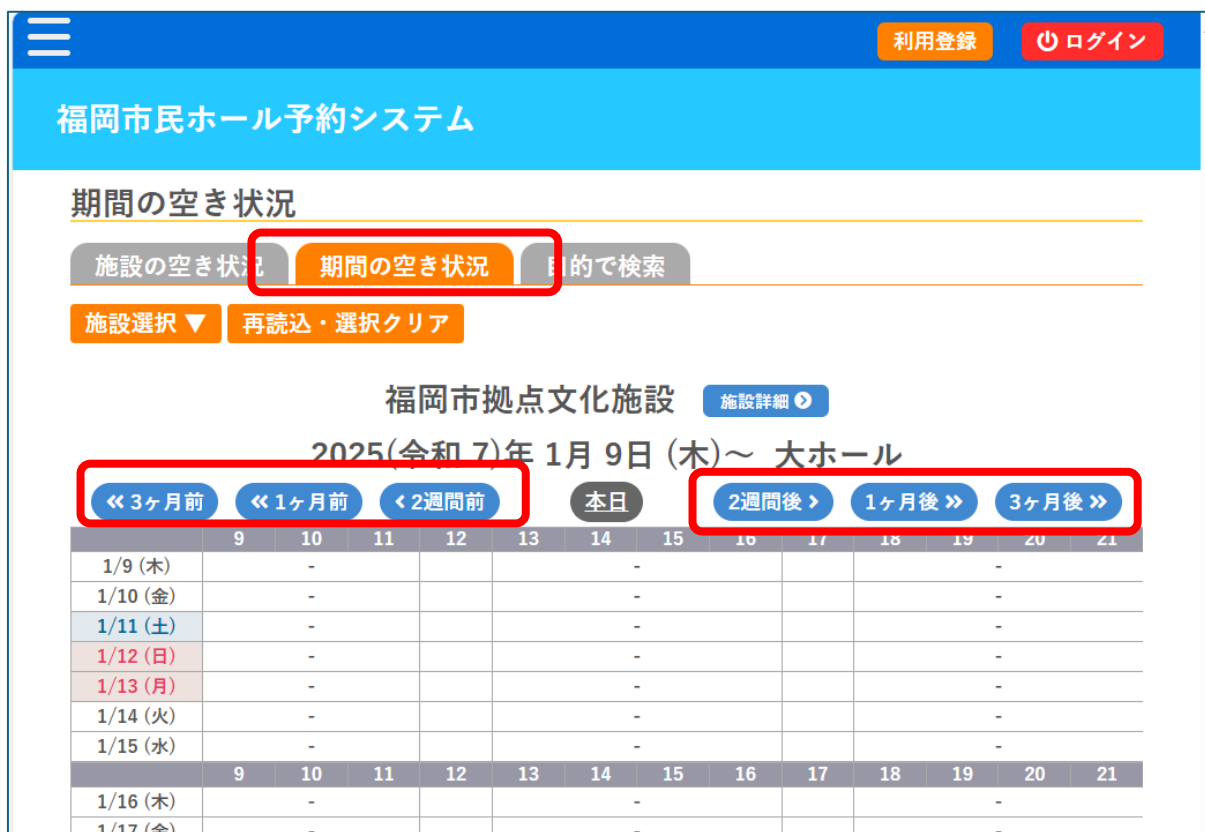 利用登録 ログイン
福岡市民ホール予約システム
期間の空き状況
施設の空き状況 期間の空き状況 目的で検索
施設選択 ▼ 再読込・選択クリア
福岡市拠点文化施設 施設詳細
2025(令和 7)年 1月 9日 (木)～ 大ホール
3ヶ月前 1ヶ月前 2週間前 本日 2週間後 1ヶ月後 3ヶ月後
9 10 11 12 13 14 15 16 17 18 19 20 21
1/9 (木) - - -
1/10 (金) - - -
1/11 (土) - - -
1/12 (日) - - -
1/13 (月) - - -
1/14 (火) - - -
1/15 (水) - - -
9 10 11 12 13 14 15 16 17 18 19 20 21
1/16 (木) - - -
1/17 (金) - - -